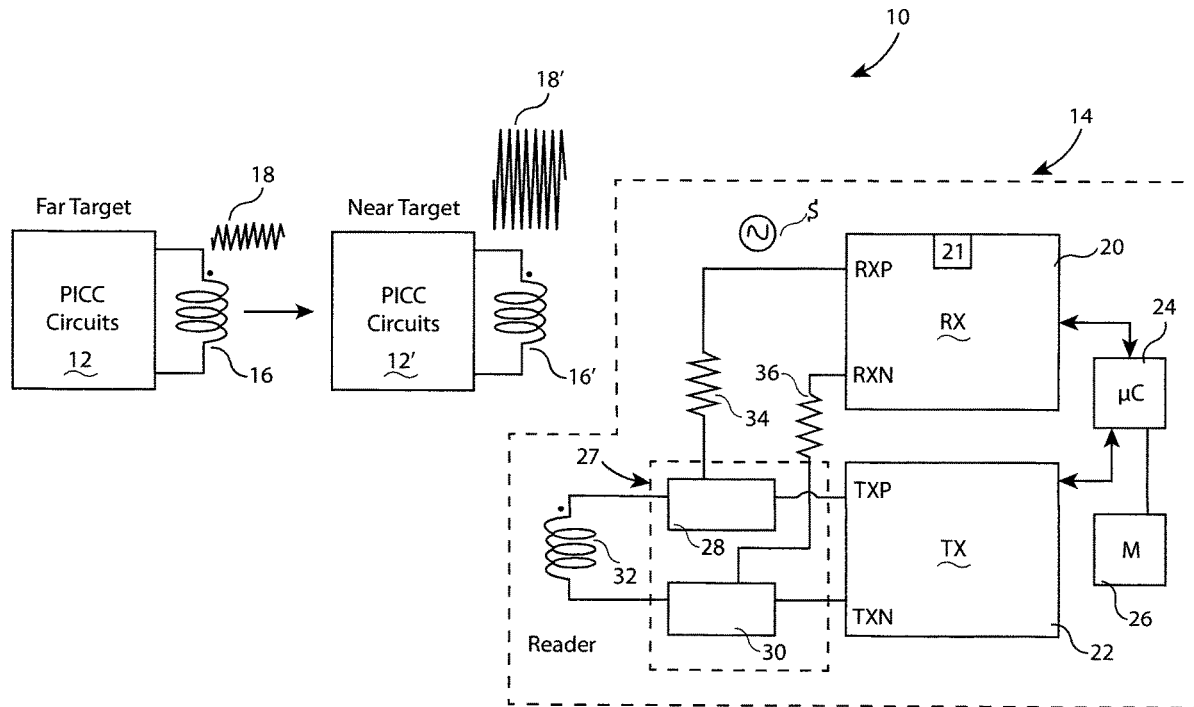 10
18'
14
18
Far Target
Near Target
S
21
20
RXP
PICC
Circuits
12
PICC
Circuits
12'
RX
24
16
16'
36
RXN
34
µC
27
TXP
28
TX
M
32
TXN
26
Reader
30
22